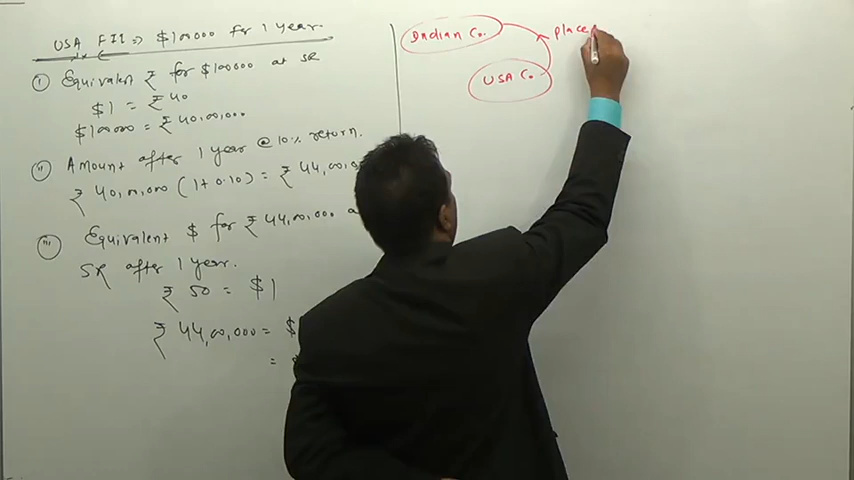 USA FII => $100000 for 1 year.
(i) Equivalent ₹ for $100000 at SR
$1 = ₹40
$100000 = ₹40,00,000
(ii) Amount after 1 year @ 10% return.
₹40,00,000 (1+0.10) = ₹44,00,0
(iii) Equivalent $ for ₹44,00,000
SR after 1 year.
₹50 = $1
₹44,00,000 = $
=
Indian Co.
place
USA Co.